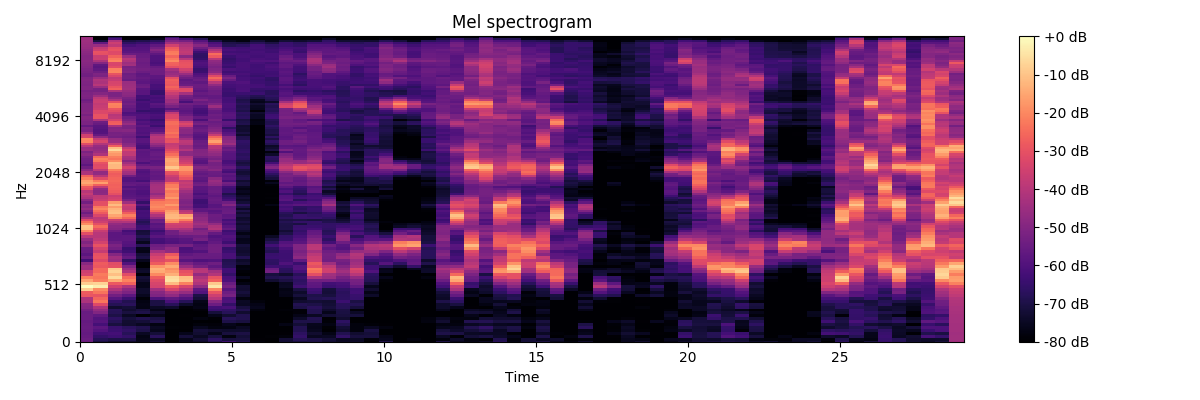 Mel spectrogram
8192
4096
2048
1024
512
0
Hz
0 5 10 15 20 25
Time
+0 dB
-10 dB
-20 dB
-30 dB
-40 dB
-50 dB
-60 dB
-70 dB
-80 dB